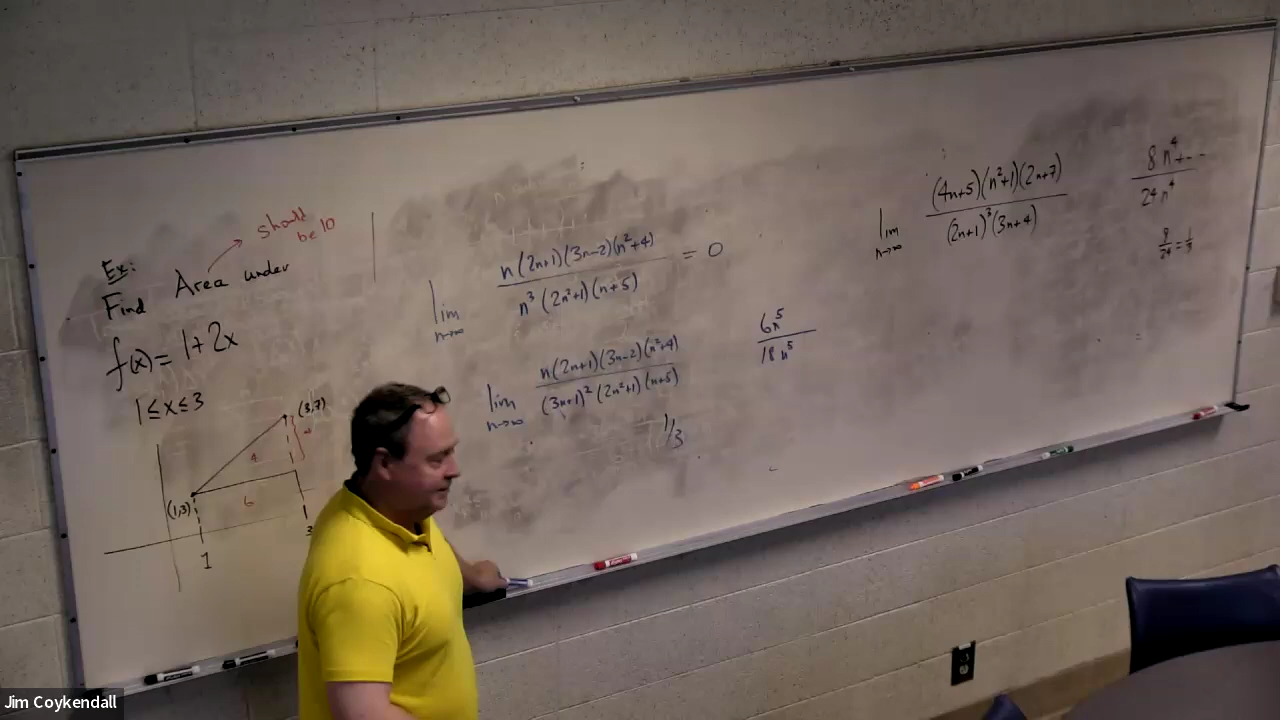 Ex:
Find Area under
should
be 10
f(x) = 1 + 2x
1 ≤ x ≤ 3
(3,7)
4
4
(1,3)
6
1
3
lim n→∞ n(2n+1)(3n-2)(n²+4) / n³(2n²+1)(n+5) = 0
lim n→∞ n(2n+1)(3n-2)(n²+4) / (3n+1)²(2n²+1)(n+5)
6n⁵ / 18n⁵
1/3
lim n→∞ (4n+5)(n²+1)(2n+7) / (2n+1)³(3n+4)
8n⁴+-- / 24n⁴
8/24 = 1/3
Jim Coykendall